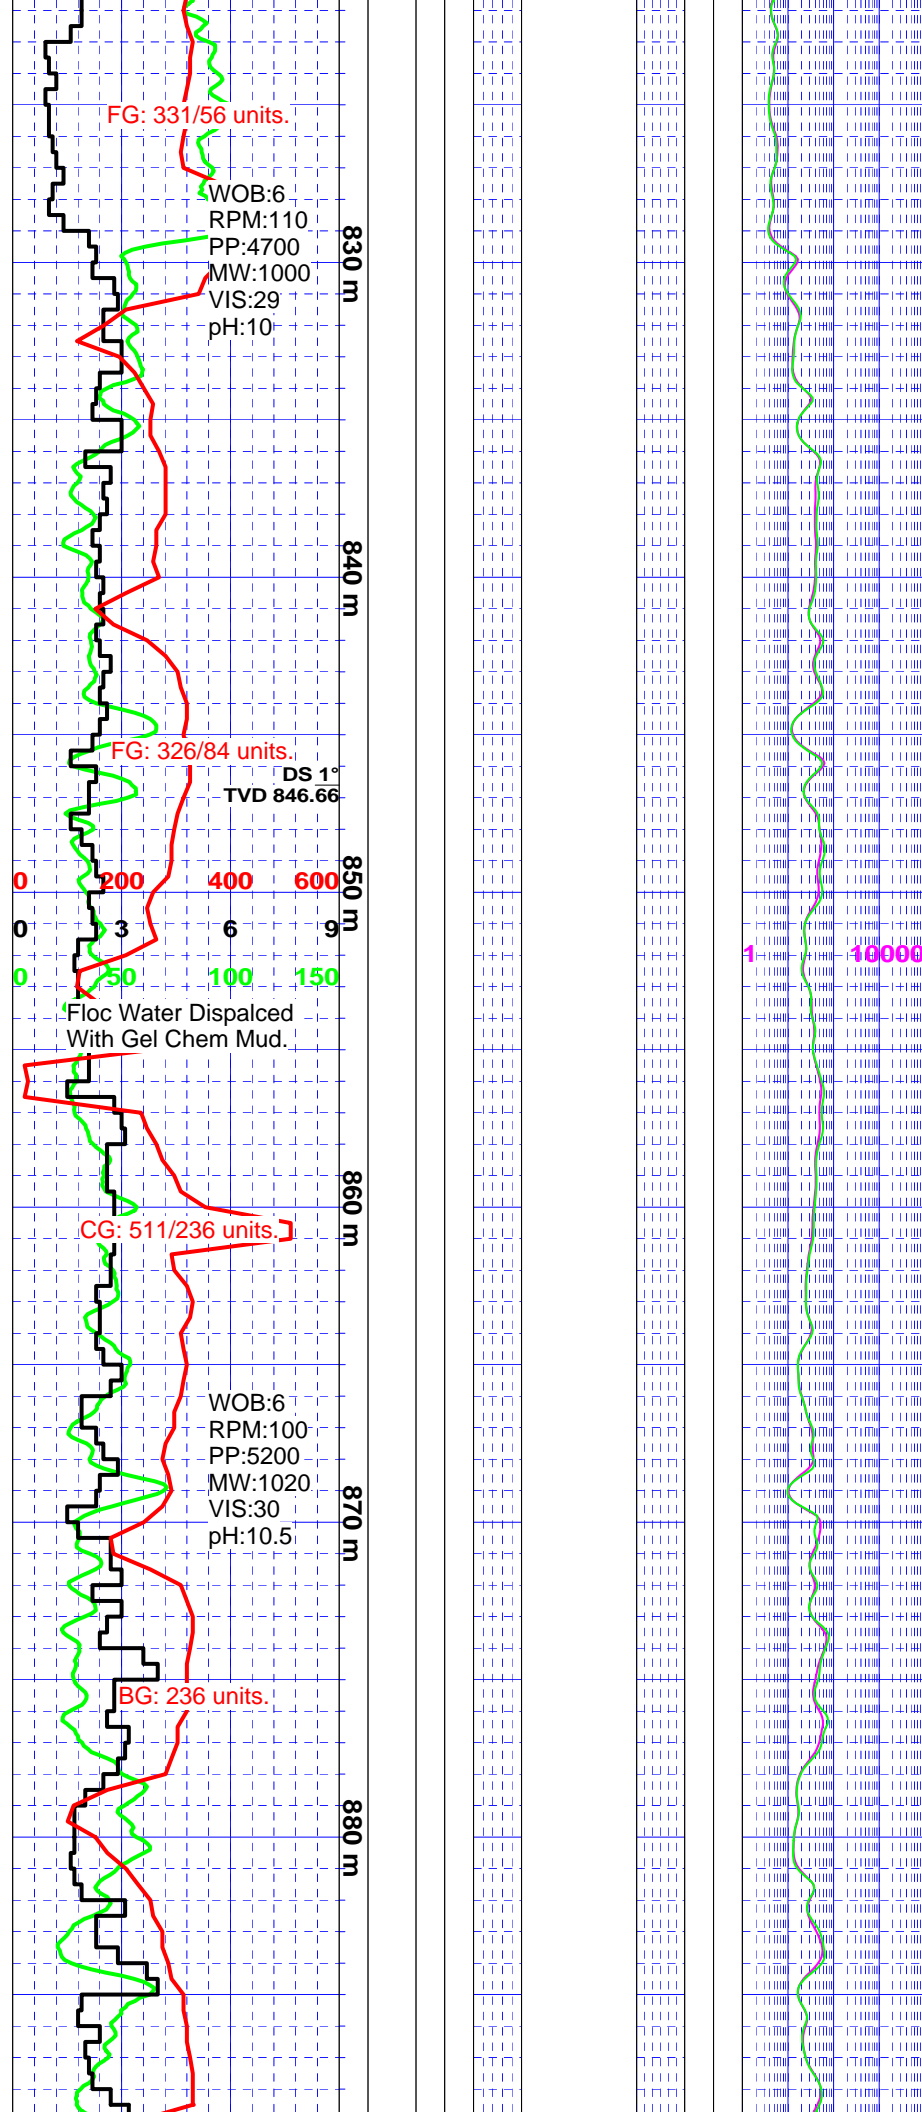 FG: 331/56 units.
WOB:6
RPM:110
PP:4700
MW:1000
VIS:29
pH:10
830 m
840 m
FG: 326/84 units.
DS 1°
TVD 846.66
0 200 400 600
850 m
0 3 6 9
1 10000
0 50 100 150
Floc Water Dispalced
With Gel Chem Mud.
860 m
CG: 511/236 units.
WOB:6
RPM:100
PP:5200
MW:1020
VIS:30
pH:10.5
870 m
BG: 236 units.
880 m